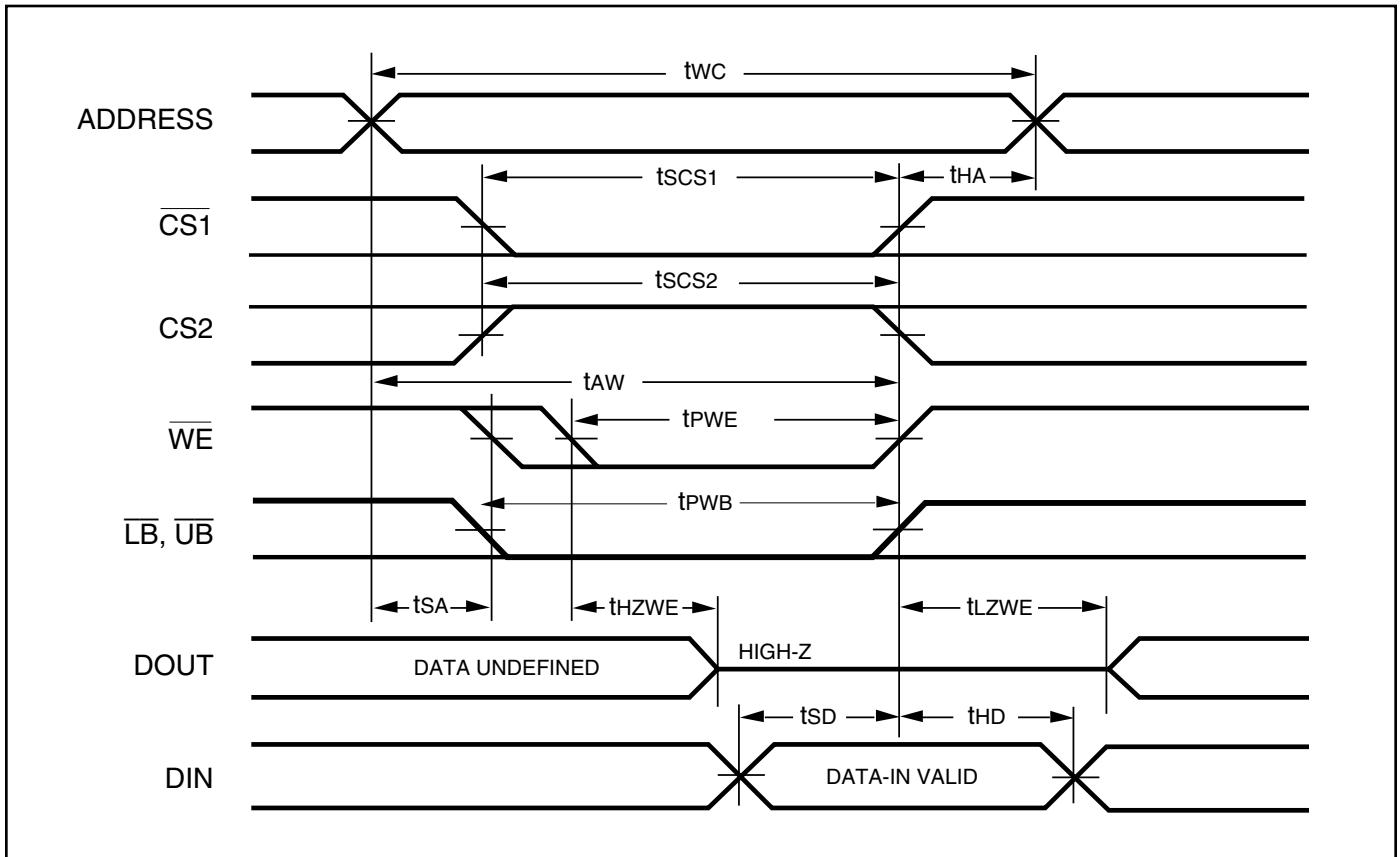 tWC
ADDRESS
tSCS1
tHA
CS1
tSCS2
CS2
tAW
WE
tPWE
tPWB
LB, UB
tSA
tHZWE
tLZWE
DOUT
DATA UNDEFINED
HIGH-Z
tSD
tHD
DIN
DATA-IN VALID